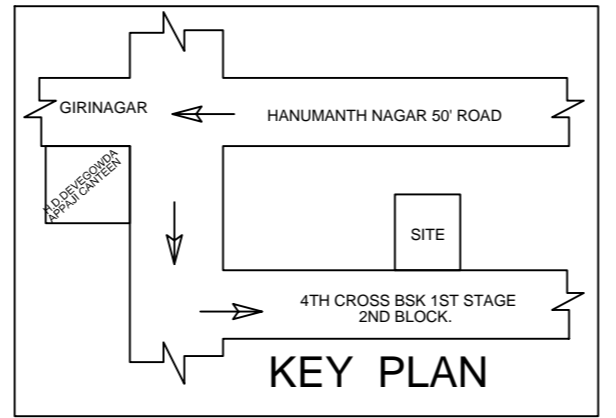 GIRINAGAR
HANUMANTH NAGAR 50' ROAD
H.D.DEVEGOWDA
APPAJI CANTEEN
SITE
4TH CROSS BSK 1ST STAGE
2ND BLOCK.
KEY PLAN